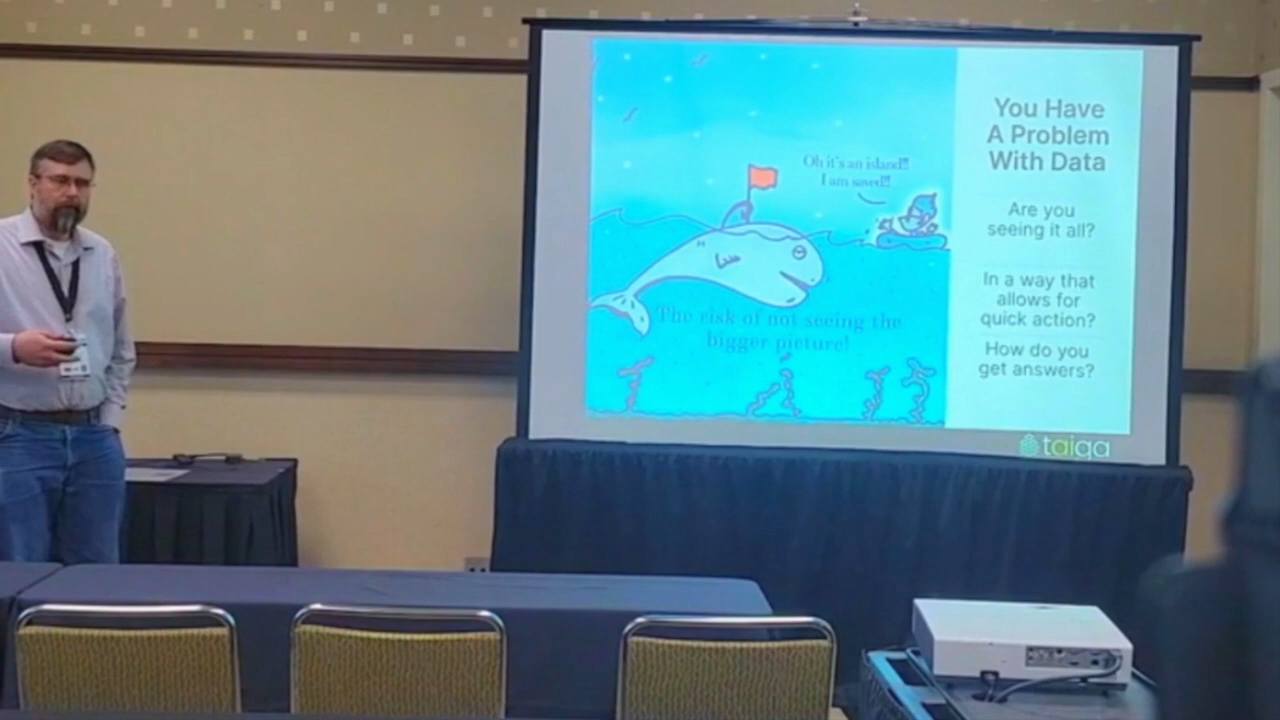 Oh it's an island!!
I am saved!!
The risk of not seeing the
bigger picture!
You Have
A Problem
With Data
Are you
seeing it all?
In a way that
allows for
quick action?
How do you
get answers?
taiga